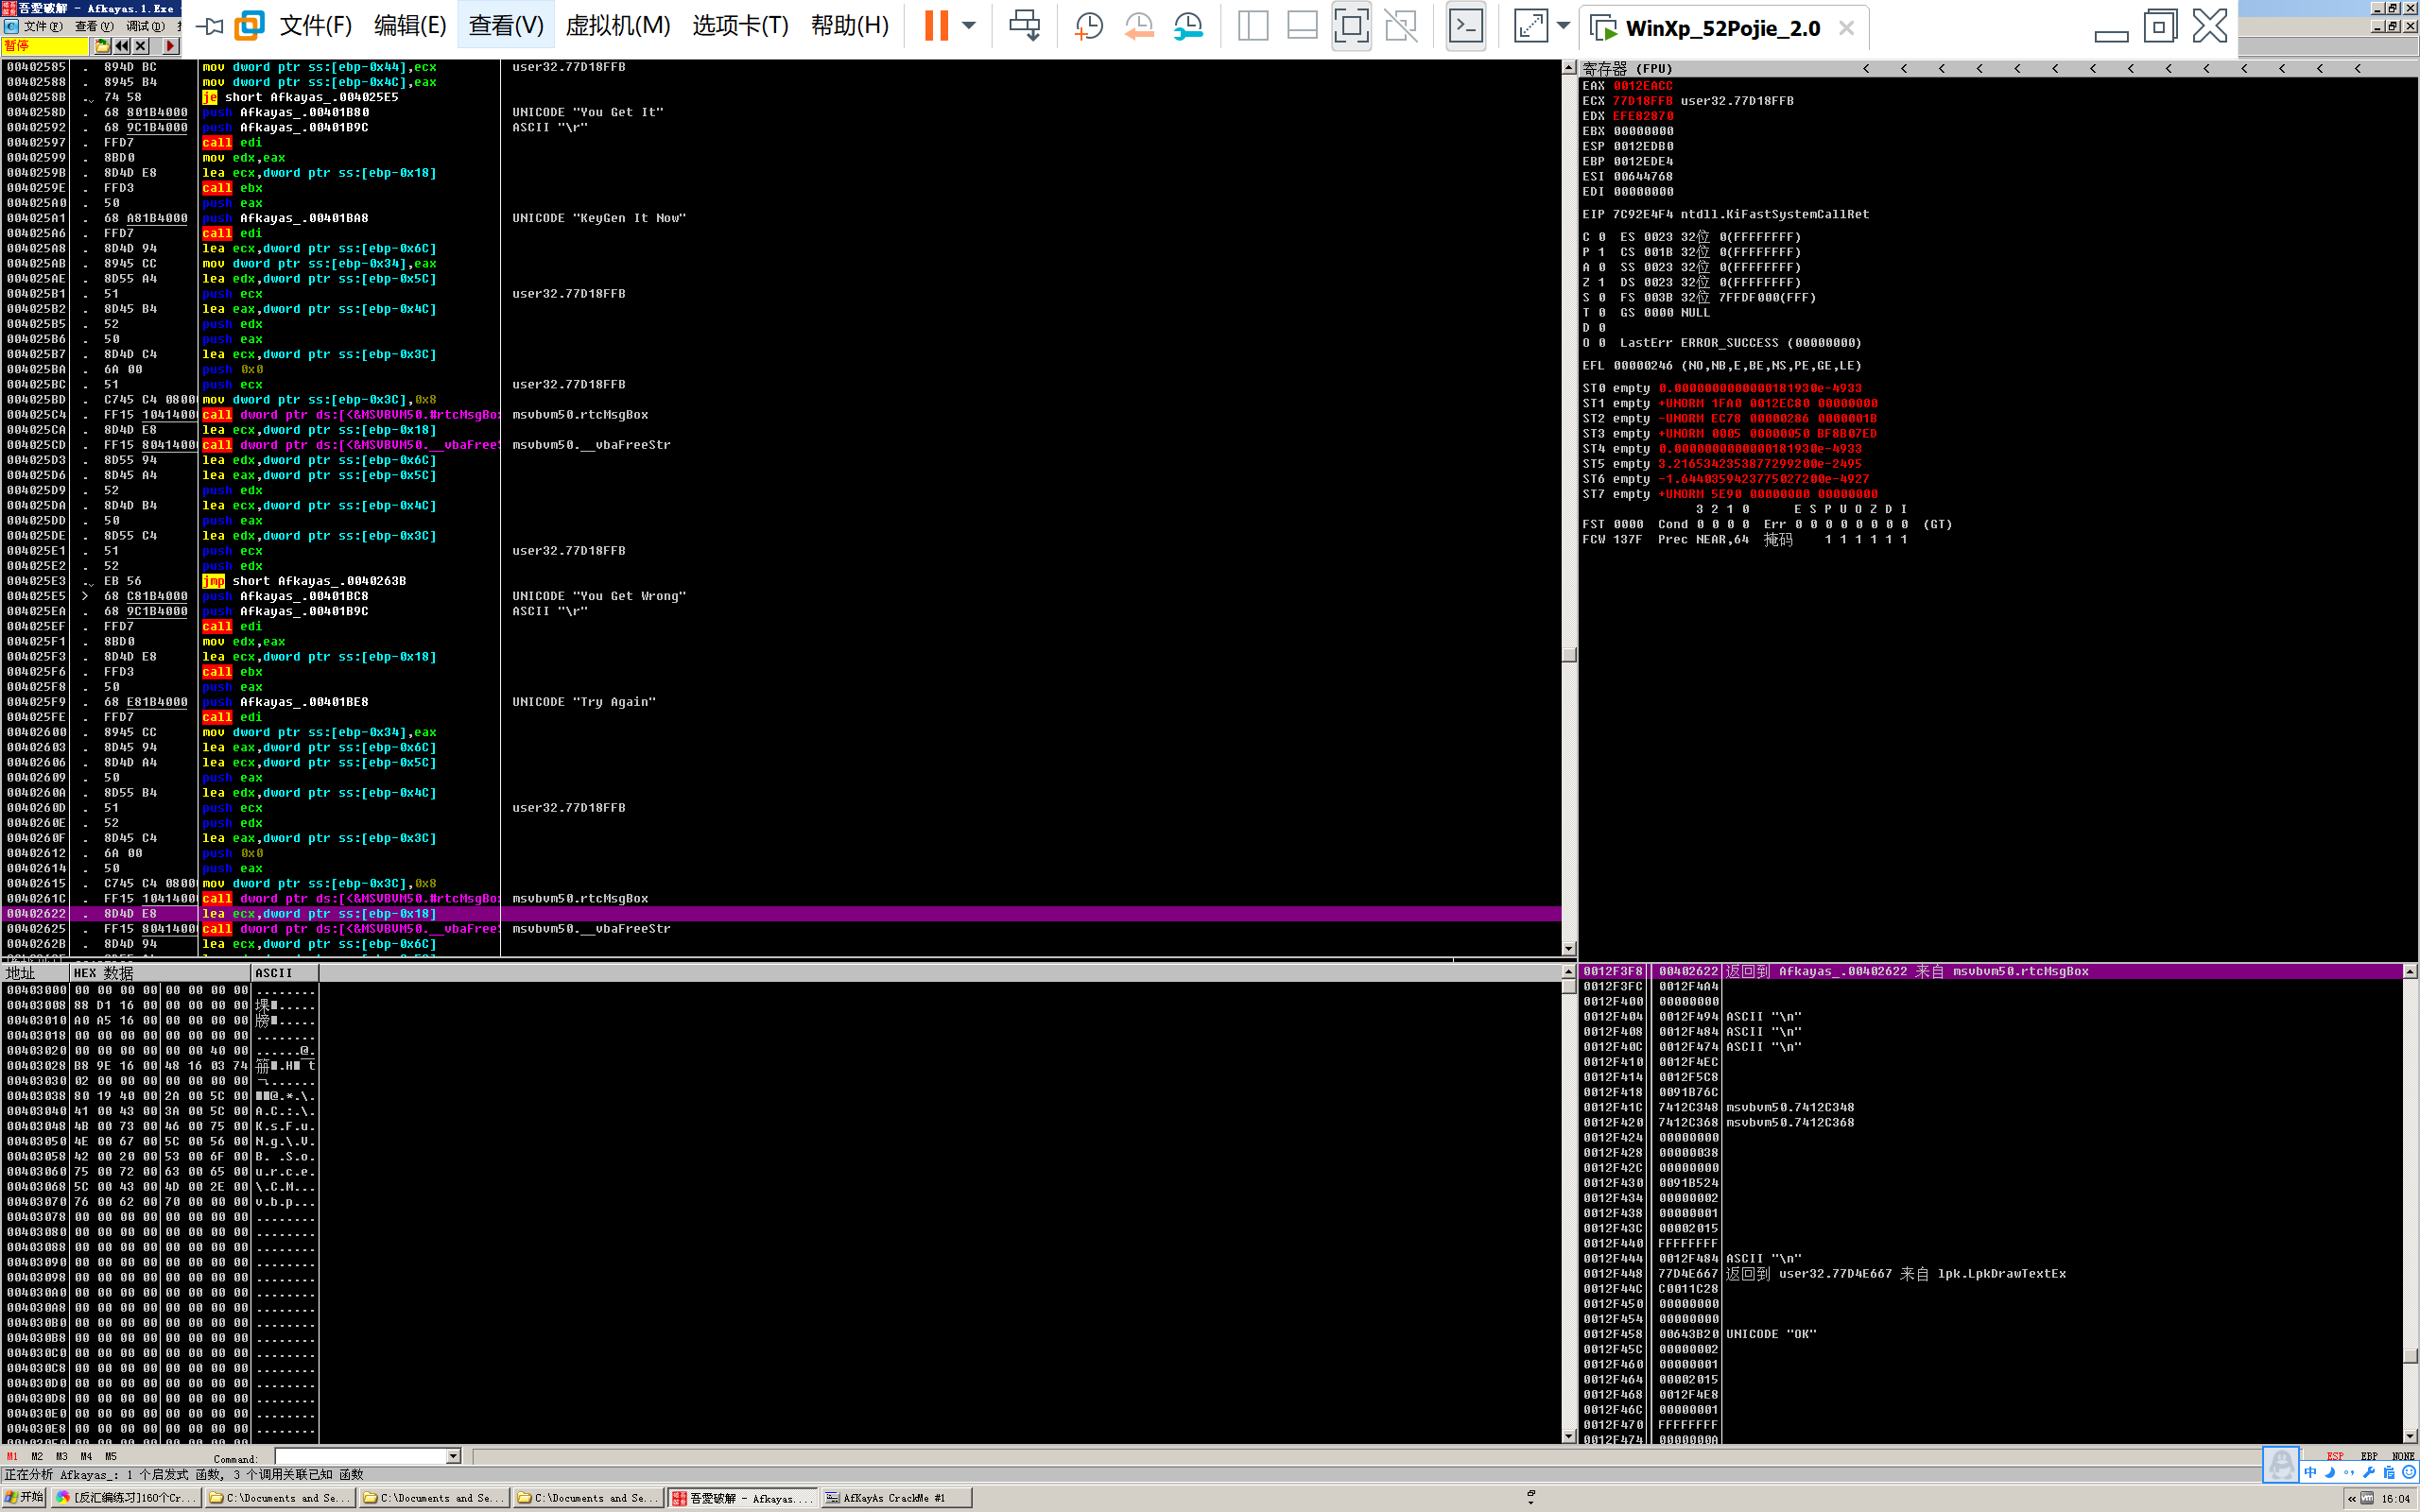 吾愛破解 - Afkayas.1.Exe
文件(F) 编辑(E) 查看(V) 虚拟机(M) 选项卡(T) 帮助(H) WinXp_52Pojie_2.0
文件(F) 查看(V) 调试(D)
暂停
00402585 . 894D BC mov dword ptr ss:[ebp-0x44],ecx user32.77D18FFB
00402588 . 8945 B4 mov dword ptr ss:[ebp-0x4C],eax
0040258B . 74 58 je short Afkayas_.004025E5
0040258D . 68 801B4000 push Afkayas_.00401B80 UNICODE "You Get It"
00402592 . 68 9C1B4000 push Afkayas_.00401B9C ASCII "\r"
00402597 . FFD7 call edi
00402599 . 8BD0 mov edx,eax
0040259B . 8D4D E8 lea ecx,dword ptr ss:[ebp-0x18]
0040259E . FFD3 call ebx
004025A0 . 50 push eax
004025A1 . 68 A81B4000 push Afkayas_.00401BA8 UNICODE "KeyGen It Now"
004025A6 . FFD7 call edi
004025A8 . 8D4D 94 lea ecx,dword ptr ss:[ebp-0x6C]
004025AB . 8945 CC mov dword ptr ss:[ebp-0x34],eax
004025AE . 8D55 A4 lea edx,dword ptr ss:[ebp-0x5C]
004025B1 . 51 push ecx user32.77D18FFB
004025B2 . 8D45 B4 lea eax,dword ptr ss:[ebp-0x4C]
004025B5 . 52 push edx
004025B6 . 50 push eax
004025B7 . 8D4D C4 lea ecx,dword ptr ss:[ebp-0x3C]
004025BA . 6A 00 push 0x0
004025BC . 51 push ecx user32.77D18FFB
004025BD . C745 C4 0800 mov dword ptr ss:[ebp-0x3C],0x8
004025C4 . FF15 10414000 call dword ptr ds:[<&MSVBVM50.#rtcMsgBo msvbvm50.rtcMsgBox
004025CA . 8D4D E8 lea ecx,dword ptr ss:[ebp-0x18]
004025CD . FF15 80414000 call dword ptr ds:[<&MSVBVM50.__vbaFreeS msvbvm50.__vbaFreeStr
004025D3 . 8D55 94 lea edx,dword ptr ss:[ebp-0x6C]
004025D6 . 8D45 A4 lea eax,dword ptr ss:[ebp-0x5C]
004025D9 . 52 push edx
004025DA . 8D4D B4 lea ecx,dword ptr ss:[ebp-0x4C]
004025DD . 50 push eax
004025DE . 8D55 C4 lea edx,dword ptr ss:[ebp-0x3C]
004025E1 . 51 push ecx user32.77D18FFB
004025E2 . 52 push edx
004025E3 . EB 56 jmp short Afkayas_.0040263B
004025E5 > 68 C81B4000 push Afkayas_.00401BC8 UNICODE "You Get Wrong"
004025EA . 68 9C1B4000 push Afkayas_.00401B9C ASCII "\r"
004025EF . FFD7 call edi
004025F1 . 8BD0 mov edx,eax
004025F3 . 8D4D E8 lea ecx,dword ptr ss:[ebp-0x18]
004025F6 . FFD3 call ebx
004025F8 . 50 push eax
004025F9 . 68 E81B4000 push Afkayas_.00401BE8 UNICODE "Try Again"
004025FE . FFD7 call edi
00402600 . 8945 CC mov dword ptr ss:[ebp-0x34],eax
00402603 . 8D45 94 lea eax,dword ptr ss:[ebp-0x6C]
00402606 . 8D4D A4 lea ecx,dword ptr ss:[ebp-0x5C]
00402609 . 50 push eax
0040260A . 8D55 B4 lea edx,dword ptr ss:[ebp-0x4C]
0040260D . 51 push ecx user32.77D18FFB
0040260E . 52 push edx
0040260F . 8D45 C4 lea eax,dword ptr ss:[ebp-0x3C]
00402612 . 6A 00 push 0x0
00402614 . 50 push eax
00402615 . C745 C4 0800 mov dword ptr ss:[ebp-0x3C],0x8
0040261C . FF15 10414000 call dword ptr ds:[<&MSVBVM50.#rtcMsgBo msvbvm50.rtcMsgBox
00402622 . 8D4D E8 lea ecx,dword ptr ss:[ebp-0x18]
00402625 . FF15 80414000 call dword ptr ds:[<&MSVBVM50.__vbaFreeS msvbvm50.__vbaFreeStr
0040262B . 8D4D 94 lea ecx,dword ptr ss:[ebp-0x6C]
寄存器 (FPU) < < < < < < < < < < < < < <
EAX 0012EACC
ECX 77D18FFB user32.77D18FFB
EDX EFE82870
EBX 00000000
ESP 0012EDB0
EBP 0012EDE4
ESI 00644768
EDI 00000000
EIP 7C92E4F4 ntdll.KiFastSystemCallRet
C 0 ES 0023 32位 0(FFFFFFFF)
P 1 CS 001B 32位 0(FFFFFFFF)
A 0 SS 0023 32位 0(FFFFFFFF)
Z 1 DS 0023 32位 0(FFFFFFFF)
S 0 FS 003B 32位 7FFDF000(FFF)
T 0 GS 0000 NULL
D 0
O 0 LastErr ERROR_SUCCESS (00000000)
EFL 00000246 (NO,NB,E,BE,NS,PE,GE,LE)
ST0 empty 0.0000000000000181930e-4933
ST1 empty +UNORM 1FA0 0012EC80 00000000
ST2 empty -UNORM EC78 00000286 0000001B
ST3 empty +UNORM 0005 00000050 BF8B07ED
ST4 empty 0.0000000000000181930e-4933
ST5 empty 3.2165342353877299200e-2495
ST6 empty -1.6440359423775027200e-4927
ST7 empty +UNORM 5E90 00000000 00000000
3 2 1 0 E S P U O Z D I
FST 0000 Cond 0 0 0 0 Err 0 0 0 0 0 0 0 0 (GT)
FCW 137F Prec NEAR,64 掩码 1 1 1 1 1 1
地址 HEX 数据 ASCII
00403000 00 00 00 00 00 00 00 00 ........
00403008 88 D1 16 00 00 00 00 00
00403010 A0 A5 16 00 00 00 00 00
00403018 00 00 00 00 00 00 00 00 ........
00403020 00 00 00 00 00 00 40 00 ......@.
00403028 B8 9E 16 00 48 16 03 74
00403030 02 00 00 00 00 00 00 00
00403038 80 19 40 00 2A 00 5C 00 @.*.\.
00403040 41 00 43 00 3A 00 5C 00 A.C.:.\.
00403048 4B 00 73 00 46 00 75 00 K.s.F.u.
00403050 4E 00 67 00 5C 00 56 00 N.g.\.V.
00403058 42 00 20 00 53 00 6F 00 B. .S.o.
00403060 75 00 72 00 63 00 65 00 u.r.c.e.
00403068 5C 00 43 00 4D 00 2E 00 \.C.M...
00403070 76 00 62 00 70 00 00 00 v.b.p...
00403078 00 00 00 00 00 00 00 00 ........
00403080 00 00 00 00 00 00 00 00 ........
00403088 00 00 00 00 00 00 00 00 ........
00403090 00 00 00 00 00 00 00 00 ........
00403098 00 00 00 00 00 00 00 00 ........
004030A0 00 00 00 00 00 00 00 00 ........
004030A8 00 00 00 00 00 00 00 00 ........
004030B0 00 00 00 00 00 00 00 00 ........
004030B8 00 00 00 00 00 00 00 00 ........
004030C0 00 00 00 00 00 00 00 00 ........
004030C8 00 00 00 00 00 00 00 00 ........
004030D0 00 00 00 00 00 00 00 00 ........
004030D8 00 00 00 00 00 00 00 00 ........
004030E0 00 00 00 00 00 00 00 00 ........
004030E8 00 00 00 00 00 00 00 00 ........
0012F3F8 00402622 返回到 Afkayas_.00402622 来自 msvbvm50.rtcMsgBox
0012F3FC 0012F4A4
0012F400 00000000
0012F404 0012F494 ASCII "\n"
0012F408 0012F484 ASCII "\n"
0012F40C 0012F474 ASCII "\n"
0012F410 0012F4EC
0012F414 0012F5C8
0012F418 0091B76C
0012F41C 7412C348 msvbvm50.7412C348
0012F420 7412C368 msvbvm50.7412C368
0012F424 00000000
0012F428 00000038
0012F42C 00000000
0012F430 0091B524
0012F434 00000002
0012F438 00000001
0012F43C 00002015
0012F440 FFFFFFFF
0012F444 0012F484 ASCII "\n"
0012F448 77D4E667 返回到 user32.77D4E667 来自 lpk.LpkDrawTextEx
0012F44C C0011C28
0012F450 00000000
0012F454 00000000
0012F458 00643B20 UNICODE "OK"
0012F45C 00000002
0012F460 00000001
0012F464 00002015
0012F468 0012F4E8
0012F46C 00000001
0012F470 FFFFFFFF
0012F474 0000000A
M1 M2 M3 M4 M5 Command: ESP EBP NONE
正在分析 Afkayas_: 1 个启发式 函数, 3 个调用关联已知 函数
中
开始 [反汇编练习]160个Cr... C:\Documents and Se... C:\Documents and Se... C:\Documents and Se... 吾愛破解 - Afkayas.... AfKayAs CrackMe #1 « 16:04